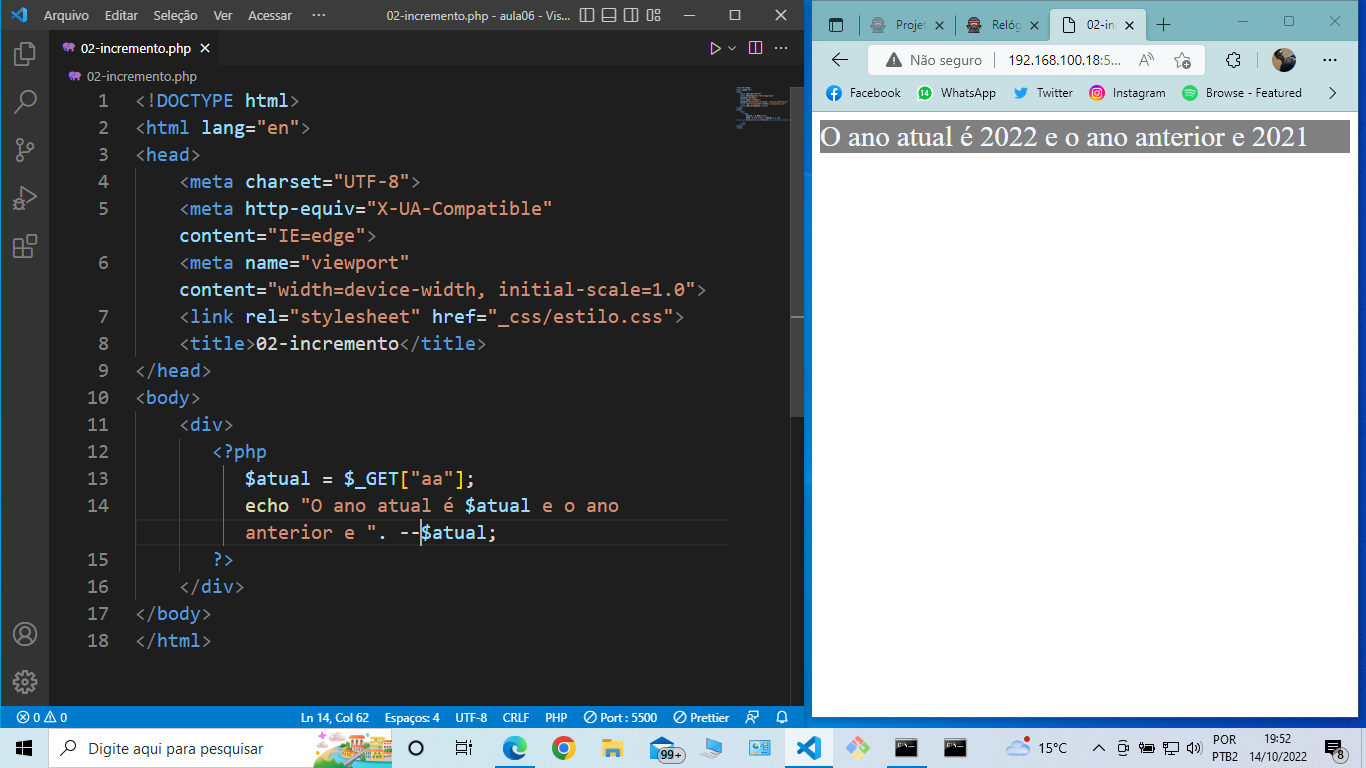 Arquivo Editar Seleção Ver Acessar ··· 02-incremento.php - aula06 - Vis...
02-incremento.php
02-incremento.php
1 <!DOCTYPE html>
2 <html lang="en">
3 <head>
4 <meta charset="UTF-8">
5 <meta http-equiv="X-UA-Compatible"
content="IE=edge">
6 <meta name="viewport"
content="width=device-width, initial-scale=1.0">
7 <link rel="stylesheet" href="_css/estilo.css">
8 <title>02-incremento</title>
9 </head>
10 <body>
11 <div>
12 <?php
13 $atual = $_GET["aa"];
14 echo "O ano atual é $atual e o ano
anterior e ". --$atual;
15 ?>
16 </div>
17 </body>
18 </html>
0 0 Ln 14, Col 62 Espaços: 4 UTF-8 CRLF PHP Port : 5500 Prettier
Projet Relóg 02-in
Não seguro 192.168.100.18:5...
Facebook WhatsApp Twitter Instagram Browse - Featured
O ano atual é 2022 e o ano anterior e 2021
Digite aqui para pesquisar 99+ 15°C POR 19:52
PTB2 14/10/2022 8